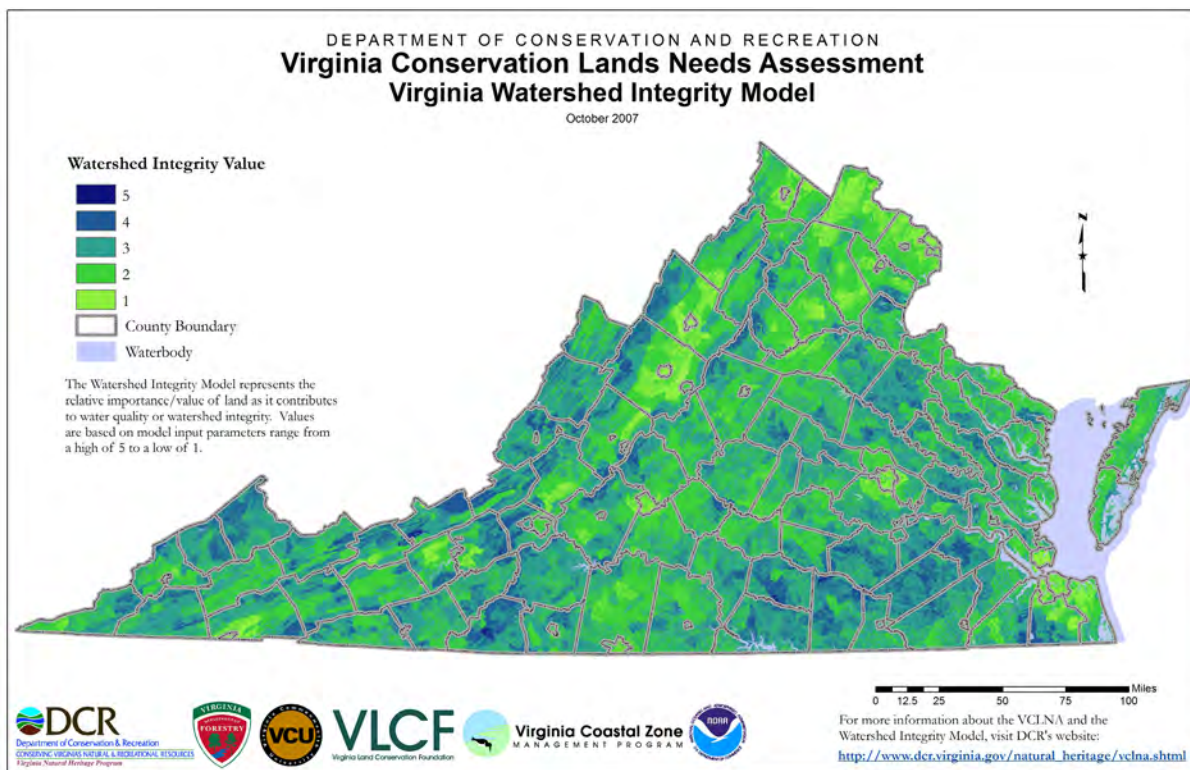 DEPARTMENT OF CONSERVATION AND RECREATION
Virginia Conservation Lands Needs Assessment
Virginia Watershed Integrity Model
October 2007
Watershed Integrity Value
5
4
3
2
1
County Boundary
Waterbody
The Watershed Integrity Model represents the
relative importance/value of land as it contributes
to water quality or watershed integrity. Values
are based on model input parameters range from
a high of 5 to a low of 1.
N
Miles
0 12.5 25 50 75 100
DCR
Department of Conservation & Recreation
CONSERVING VIRGINIA'S NATURAL & RECREATIONAL RESOURCES
Virginia Natural Heritage Program
VIRGINIA
DEPARTMENT OF
FORESTRY
VCU
VLCF
Virginia Land Conservation Foundation
Virginia Coastal Zone
MANAGEMENT PROGRAM
NOAA
For more information about the VCLNA and the
Watershed Integrity Model, visit DCR's website:
http://www.dcr.virginia.gov/natural_heritage/vclna.shtml